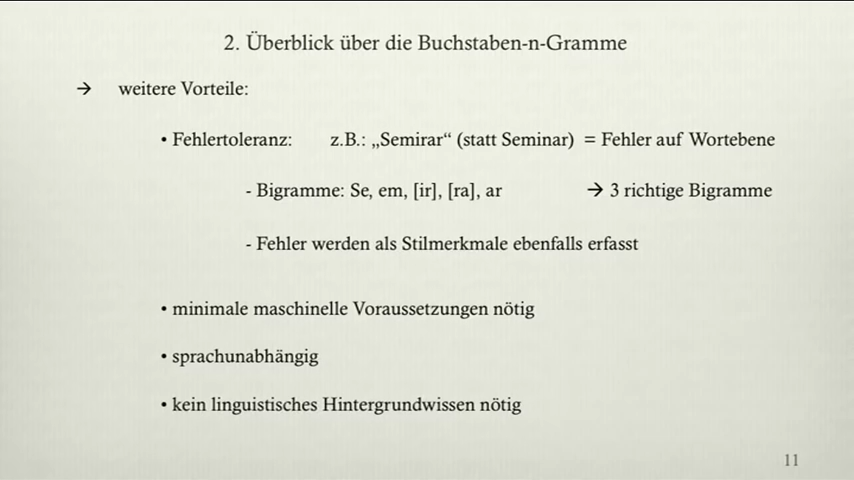 2. Überblick über die Buchstaben-n-Gramme
→ weitere Vorteile:
• Fehlertoleranz: z.B.: „Semirar“ (statt Seminar) = Fehler auf Wortebene
- Bigramme: Se, em, [ir], [ra], ar → 3 richtige Bigramme
- Fehler werden als Stilmerkmale ebenfalls erfasst
• minimale maschinelle Voraussetzungen nötig
• sprachunabhängig
• kein linguistisches Hintergrundwissen nötig
11